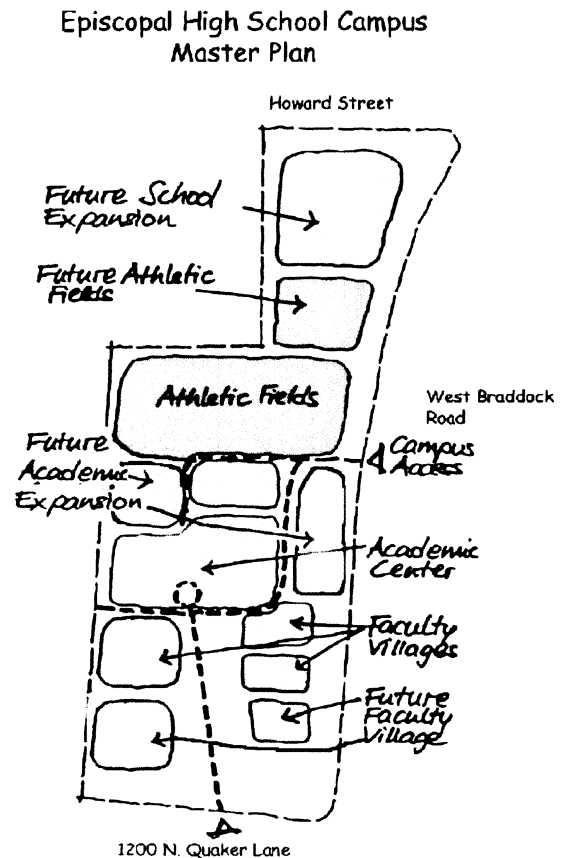 Episcopal High School Campus
Master Plan
Howard Street
Future School
Expansion
Future Athletic
Fields
Athletic Fields
West Braddock
Road
Campus
Access
Future
Academic
Expansion
Academic
Center
Faculty
Villages
Future
Faculty
Village
1200 N. Quaker Lane